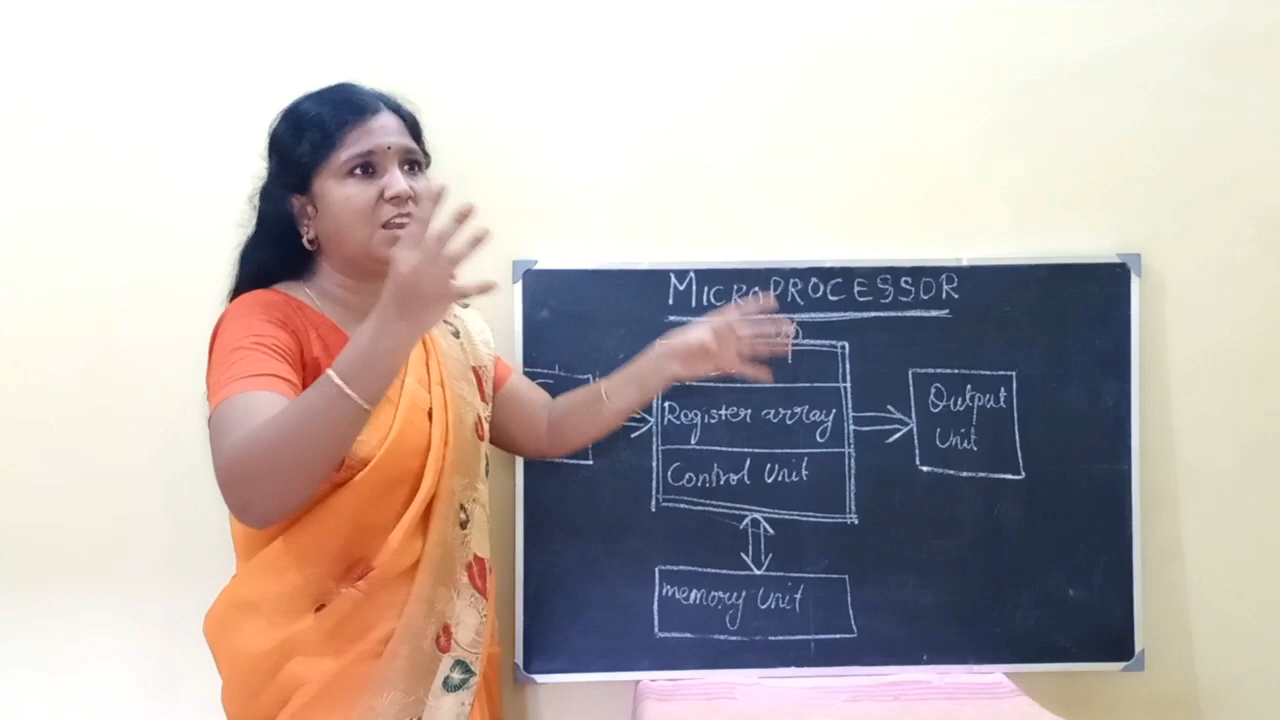 MICROPROCESSOR
Register array
Control Unit
Output
Unit
memory Unit